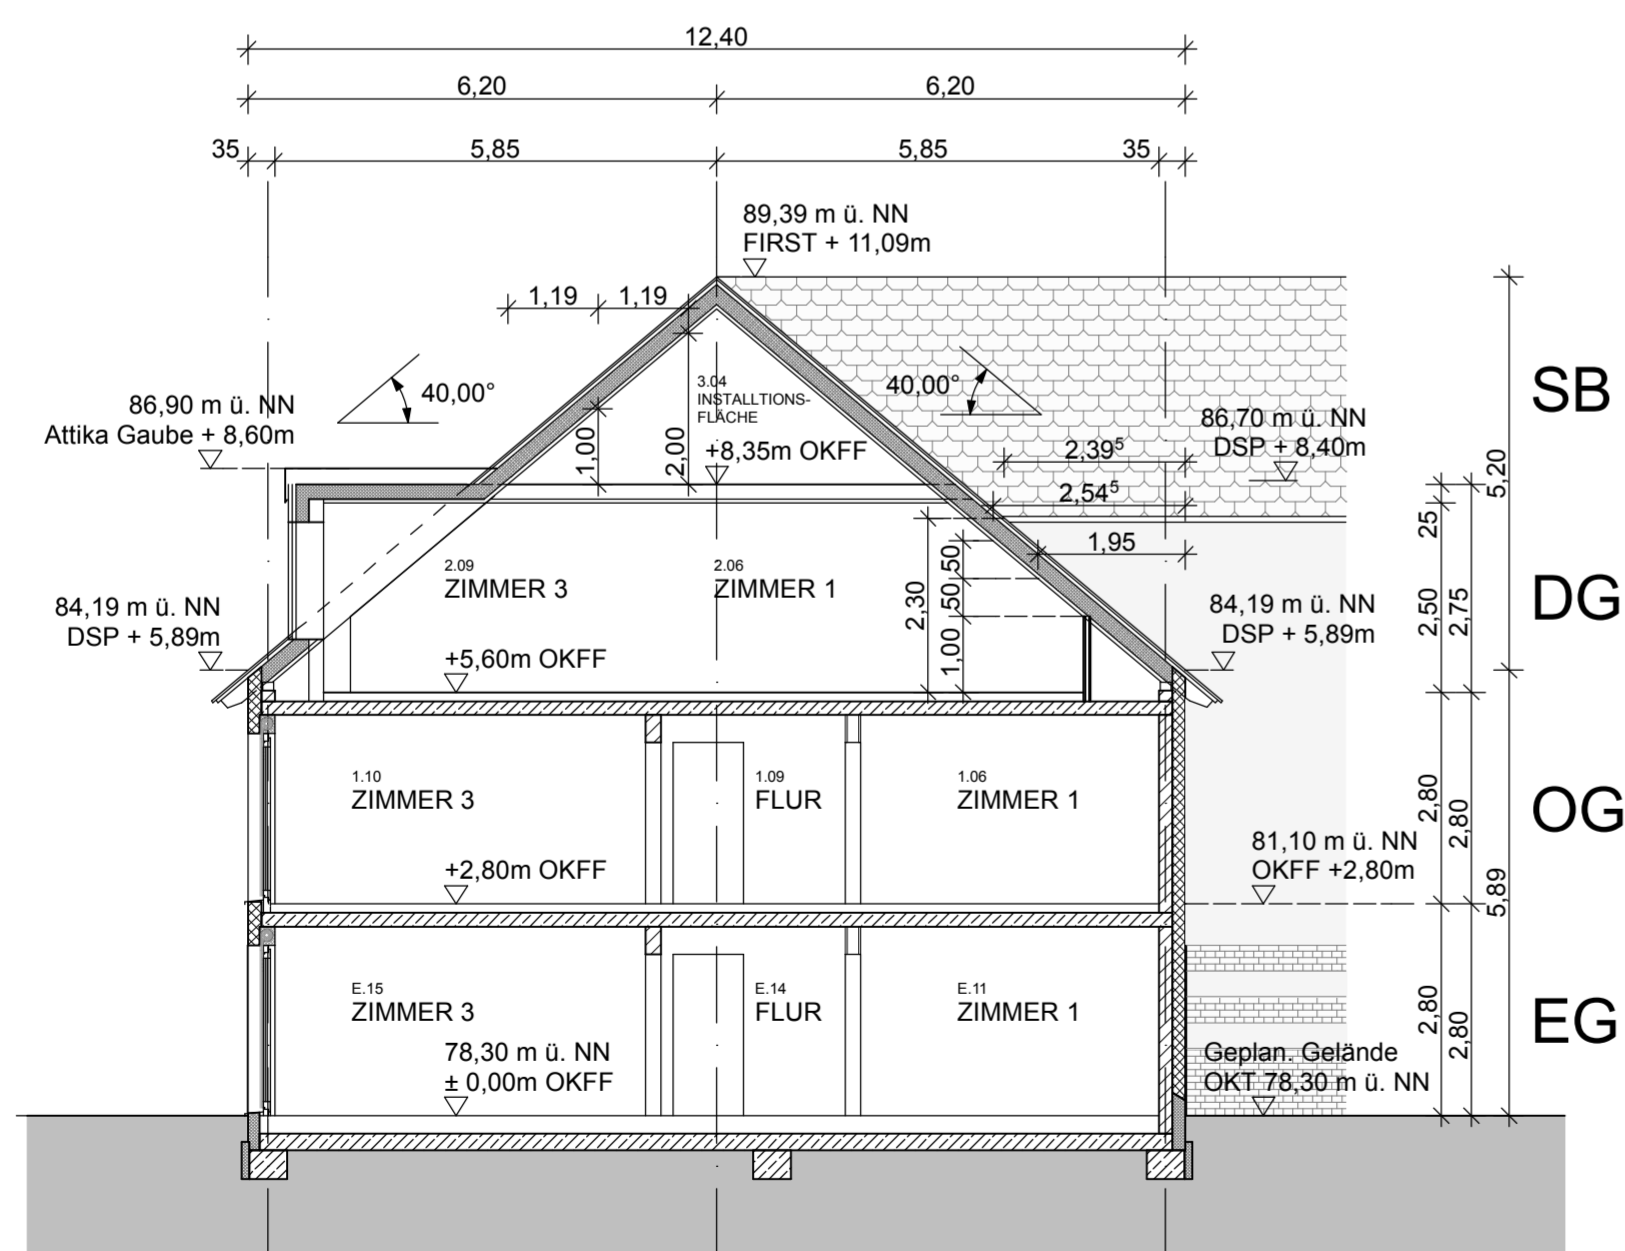 12,40
6,20
6,20
35
5,85
5,85
35
89,39 m ü. NN
FIRST + 11,09m
1,19
1,19
3.04
INSTALLTIONS-
FLÄCHE
+8,35m OKFF
40,00°
40,00°
1,00
2,00
86,90 m ü. NN
Attika Gaube + 8,60m
86,70 m ü. NN
DSP + 8,40m
2,39⁵
2,54⁵
1,95
SB
5,20
25
2.09
ZIMMER 3
2.06
ZIMMER 1
2,30
50
50
1,00
84,19 m ü. NN
DSP + 5,89m
84,19 m ü. NN
DSP + 5,89m
2,50
2,75
DG
+5,60m OKFF
1.10
ZIMMER 3
1.09
FLUR
1.06
ZIMMER 1
2,80
2,80
OG
+2,80m OKFF
81,10 m ü. NN
OKFF +2,80m
5,89
E.15
ZIMMER 3
E.14
FLUR
E.11
ZIMMER 1
2,80
2,80
EG
78,30 m ü. NN
± 0,00m OKFF
Geplan. Gelände
OKT 78,30 m ü. NN